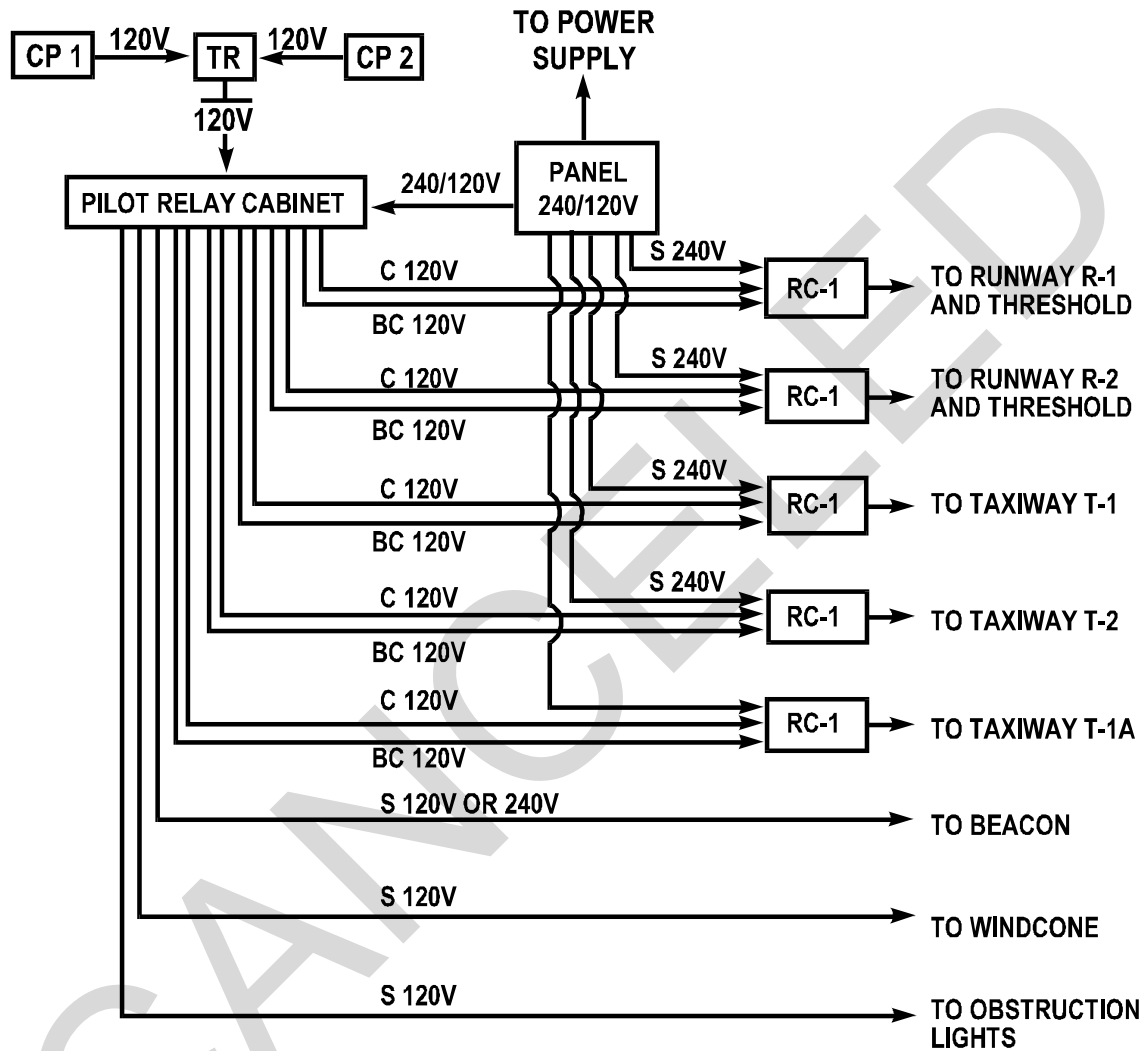 TO POWER
SUPPLY
CP 1
120V
TR
120V
CP 2
120V
PANEL
240/120V
240/120V
PILOT RELAY CABINET
S 240V
C 120V
RC-1
TO RUNWAY R-1
AND THRESHOLD
BC 120V
S 240V
C 120V
RC-1
TO RUNWAY R-2
AND THRESHOLD
BC 120V
S 240V
C 120V
RC-1
TO TAXIWAY T-1
BC 120V
S 240V
C 120V
RC-1
TO TAXIWAY T-2
BC 120V
C 120V
RC-1
TO TAXIWAY T-1A
BC 120V
S 120V OR 240V
TO BEACON
S 120V
TO WINDCONE
S 120V
TO OBSTRUCTION
LIGHTS
CANCELED